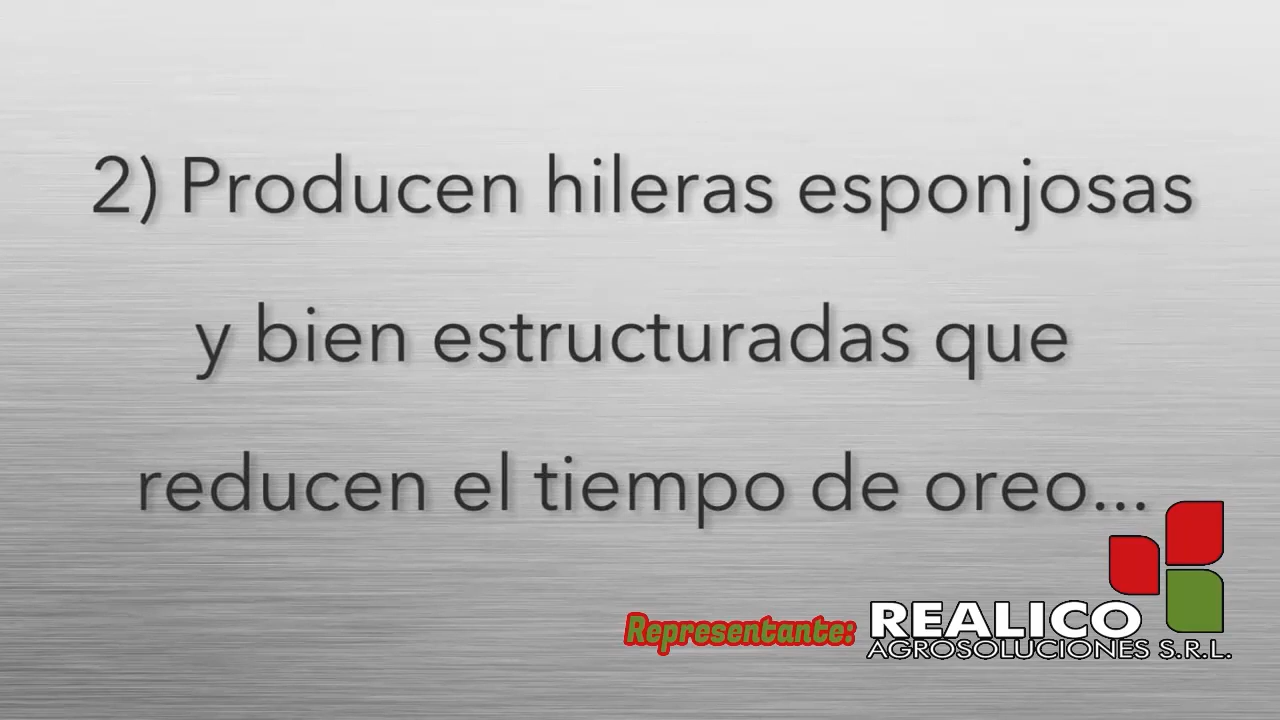 2) Producen hileras esponjosas
y bien estructuradas que
reducen el tiempo de oreo...
Representante: REALICO
AGROSOLUCIONES S.R.L.